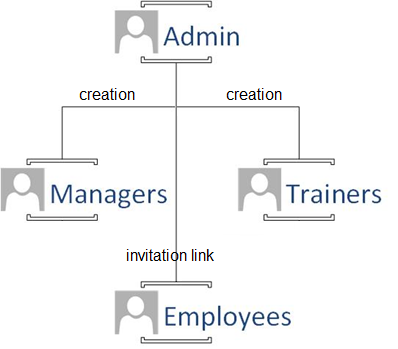 Admin
creation
creation
Managers
Trainers
invitation link
Employees